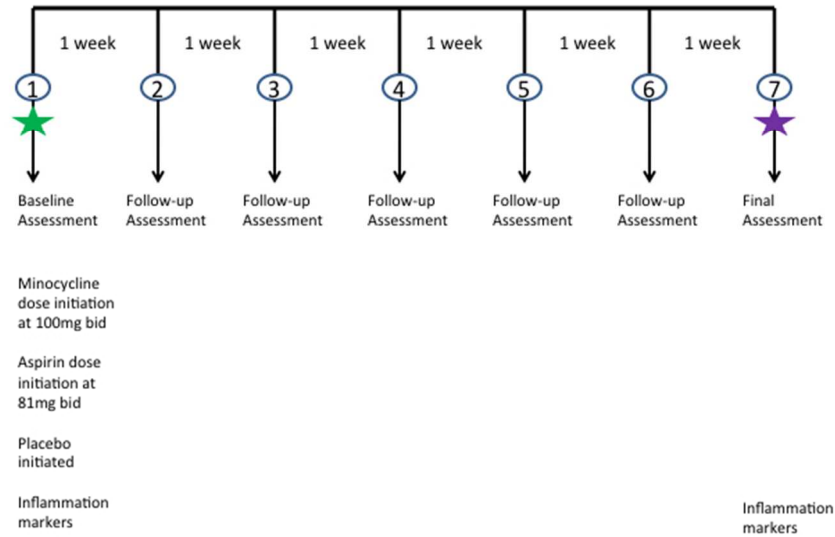 1 week 1 week 1 week 1 week 1 week 1 week
1 2 3 4 5 6 7
Baseline
Assessment
Follow-up
Assessment
Follow-up
Assessment
Follow-up
Assessment
Follow-up
Assessment
Follow-up
Assessment
Final
Assessment
Minocycline
dose initiation
at 100mg bid
Aspirin dose
initiation at
81mg bid
Placebo
initiated
Inflammation
markers
Inflammation
markers